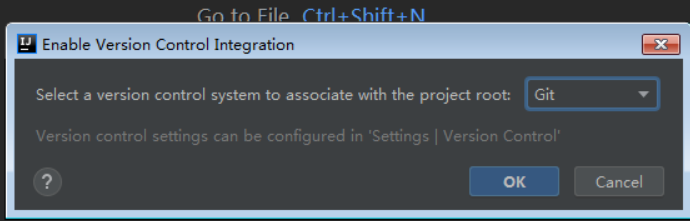 Go to File Ctrl+Shift+N
IJ Enable Version Control Integration
Select a version control system to associate with the project root: Git
Version control settings can be configured in 'Settings | Version Control'
? OK Cancel